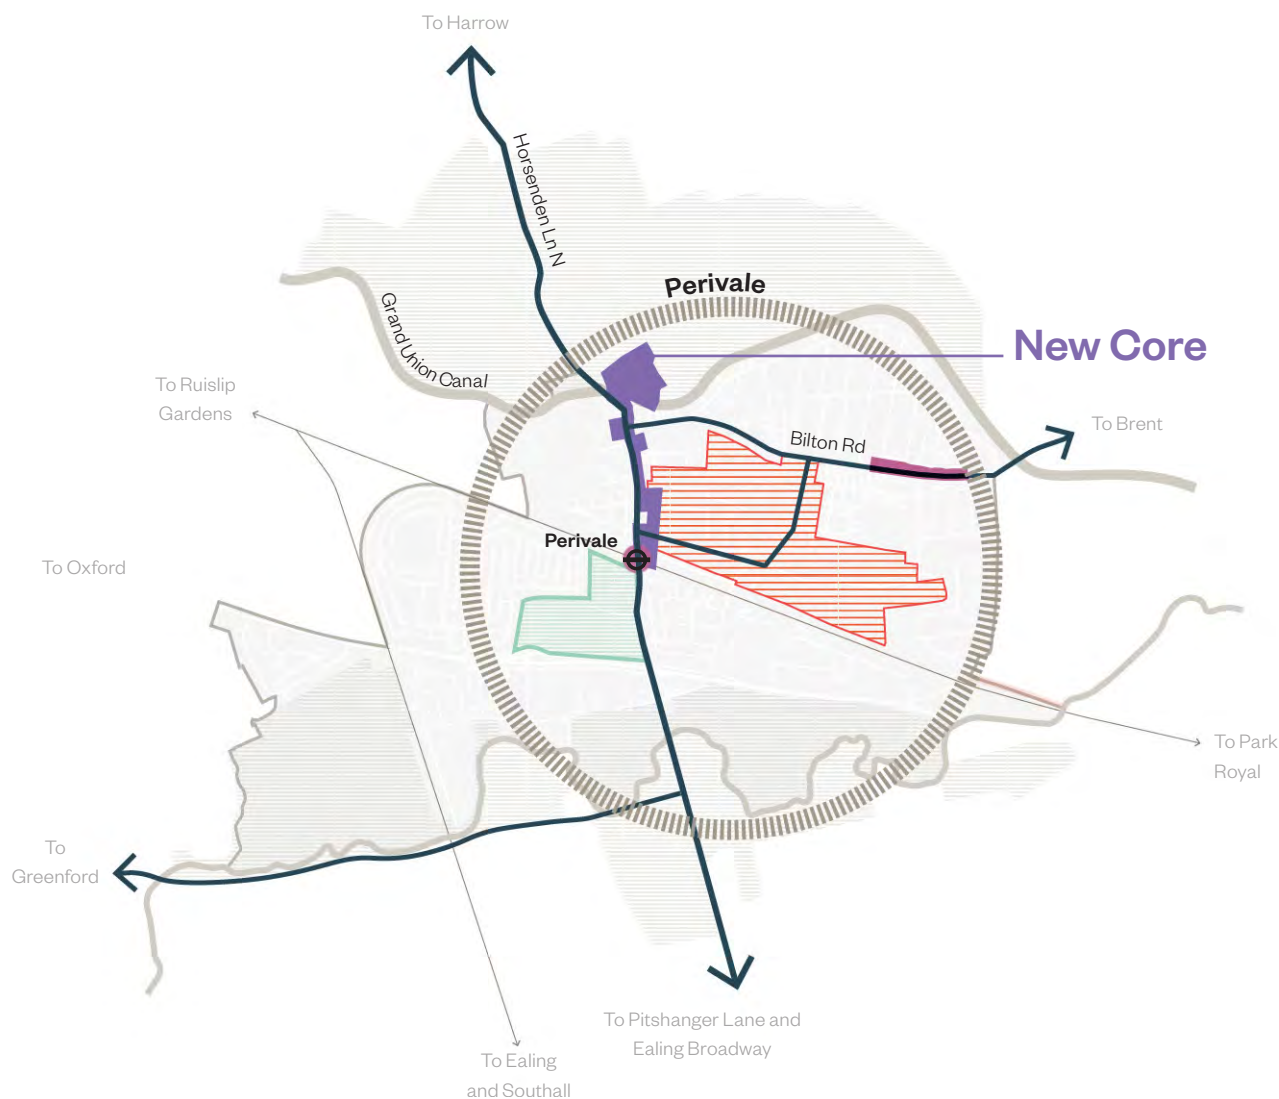 To Harrow
Horsenden Ln N
Perivale
Grand Union Canal
New Core
To Ruislip
Gardens
To Brent
Bilton Rd
Perivale
To Oxford
To Park
Royal
To
Greenford
To Pitshanger Lane and
Ealing Broadway
To Ealing
and Southall